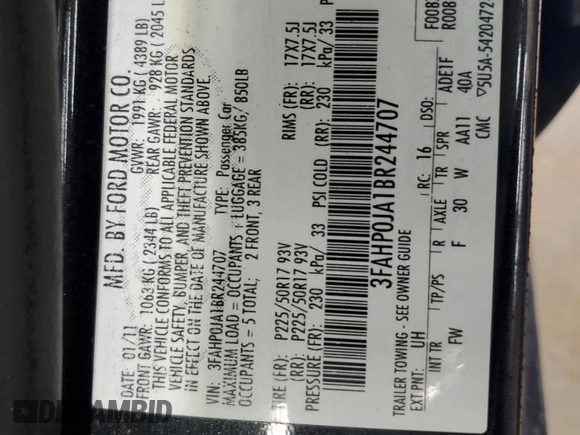 MFD. BY FORD MOTOR CO.
DATE: 01/11 GVWR: 1991 KG (4389 LB)
FRONT GAWR: 1063 KG (2344 LB) REAR GAWR: 928 KG (2045 L
THIS VEHICLE CONFORMS TO ALL APPLICABLE FEDERAL MOTOR
VEHICLE SAFETY, BUMPER, AND THEFT PREVENTION STANDARDS
IN EFFECT ON THE DATE OF MANUFACTURE SHOWN ABOVE.
VIN: 3FAHP0JA1BR244707 TYPE: Passenger Car
MAXIMUM LOAD = OCCUPANTS + LUGGAGE = 385KG/ 850LB
OCCUPANTS = 5 TOTAL; 2 FRONT, 3 REAR
TIRE (FR): P225/50R17 93V RIMS (FR): 17X7.5J
P225/50R17 93V (RR): 17X7.5J
PRESSURE (FR): 230 kPa/ 33 PSI COLD (RR): 230 kPa/ 33 P
3FAHP0JA1BR244707
F008
R008
TRAILER TOWING - SEE OWNER GUIDE
EXT PNT: UH RC: 16 DSO:
INT TR TP/PS R AXLE TR SPR ADE1F
FW F 30 W AA11 40A
CMC ▽5U5A-5420472
DREAMBID